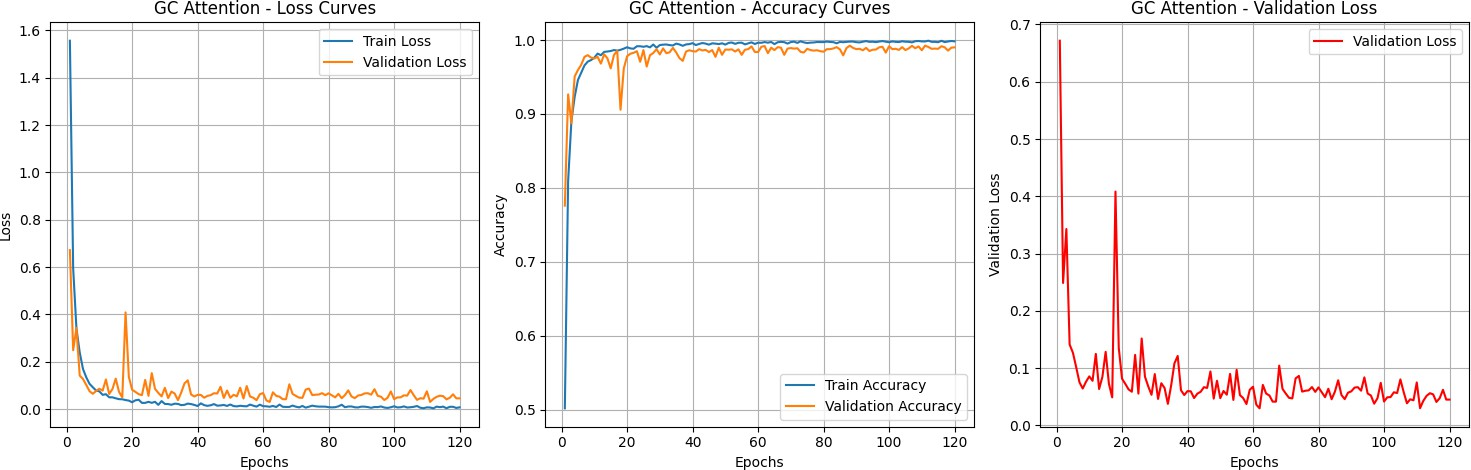 GC Attention - Loss Curves
Train Loss
Validation Loss
1.6
1.4
1.2
1.0
0.8
0.6
0.4
0.2
0.0
Loss
0 20 40 60 80 100 120
Epochs
GC Attention - Accuracy Curves
1.0
0.9
0.8
0.7
0.6
0.5
Accuracy
Train Accuracy
Validation Accuracy
0 20 40 60 80 100 120
Epochs
GC Attention - Validation Loss
Validation Loss
0.7
0.6
0.5
0.4
0.3
0.2
0.1
0.0
Validation Loss
0 20 40 60 80 100 120
Epochs